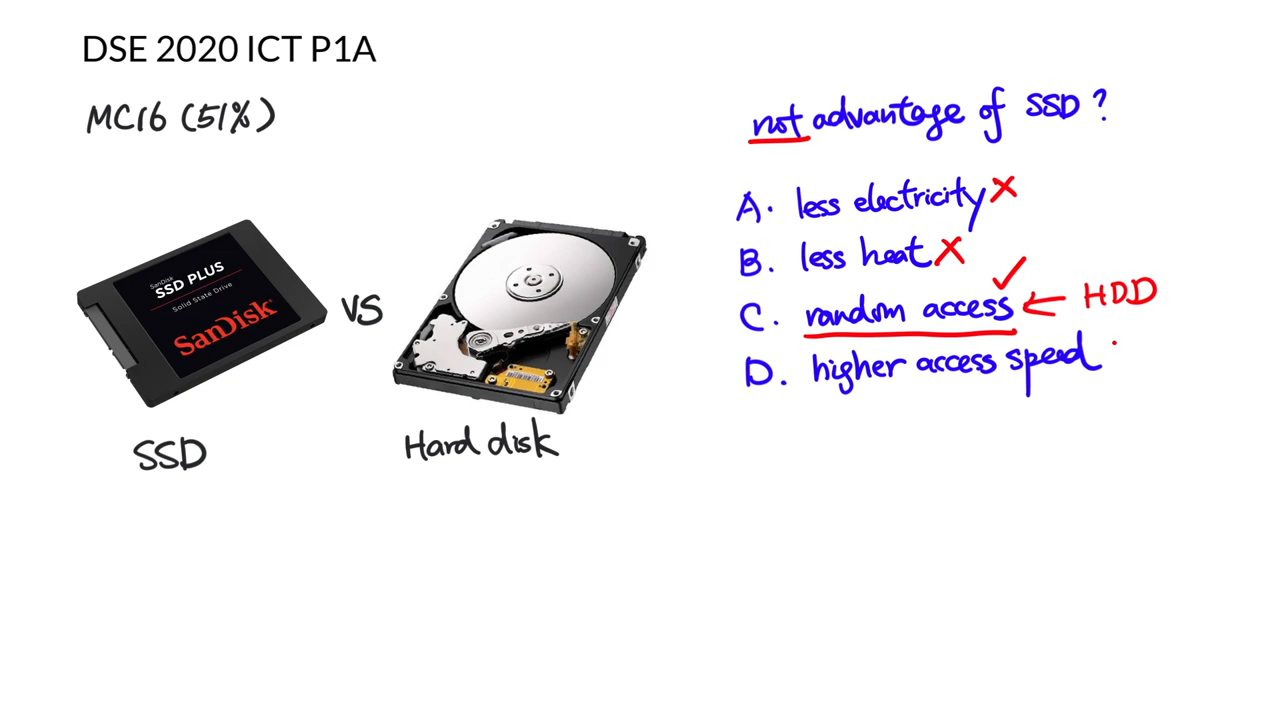 DSE 2020 ICT P1A
MC16 (51%)
not advantage of SSD?
A. less electricity ✗
B. less heat ✗
C. random access ✓ ← HDD
D. higher access speed
SanDisk
SSD PLUS
Solid State Drive
SanDisk
VS
SSD
Hard disk